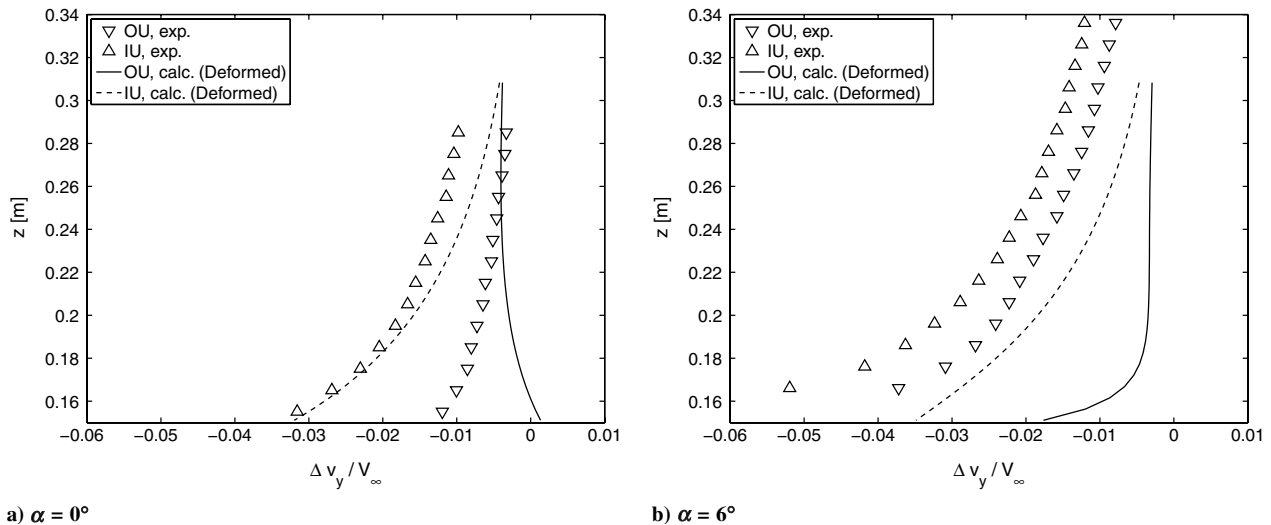 0.34
0.32
0.3
0.28
0.26
0.24
0.22
0.2
0.18
0.16
z [m]
OU, exp.
IU, exp.
OU, calc. (Deformed)
IU, calc. (Deformed)
−0.06 −0.05 −0.04 −0.03 −0.02 −0.01 0 0.01
Δ v_y / V_∞
a) α = 0°
0.34
0.32
0.3
0.28
0.26
0.24
0.22
0.2
0.18
0.16
z [m]
OU, exp.
IU, exp.
OU, calc. (Deformed)
IU, calc. (Deformed)
−0.06 −0.05 −0.04 −0.03 −0.02 −0.01 0 0.01
Δ v_y / V_∞
b) α = 6°